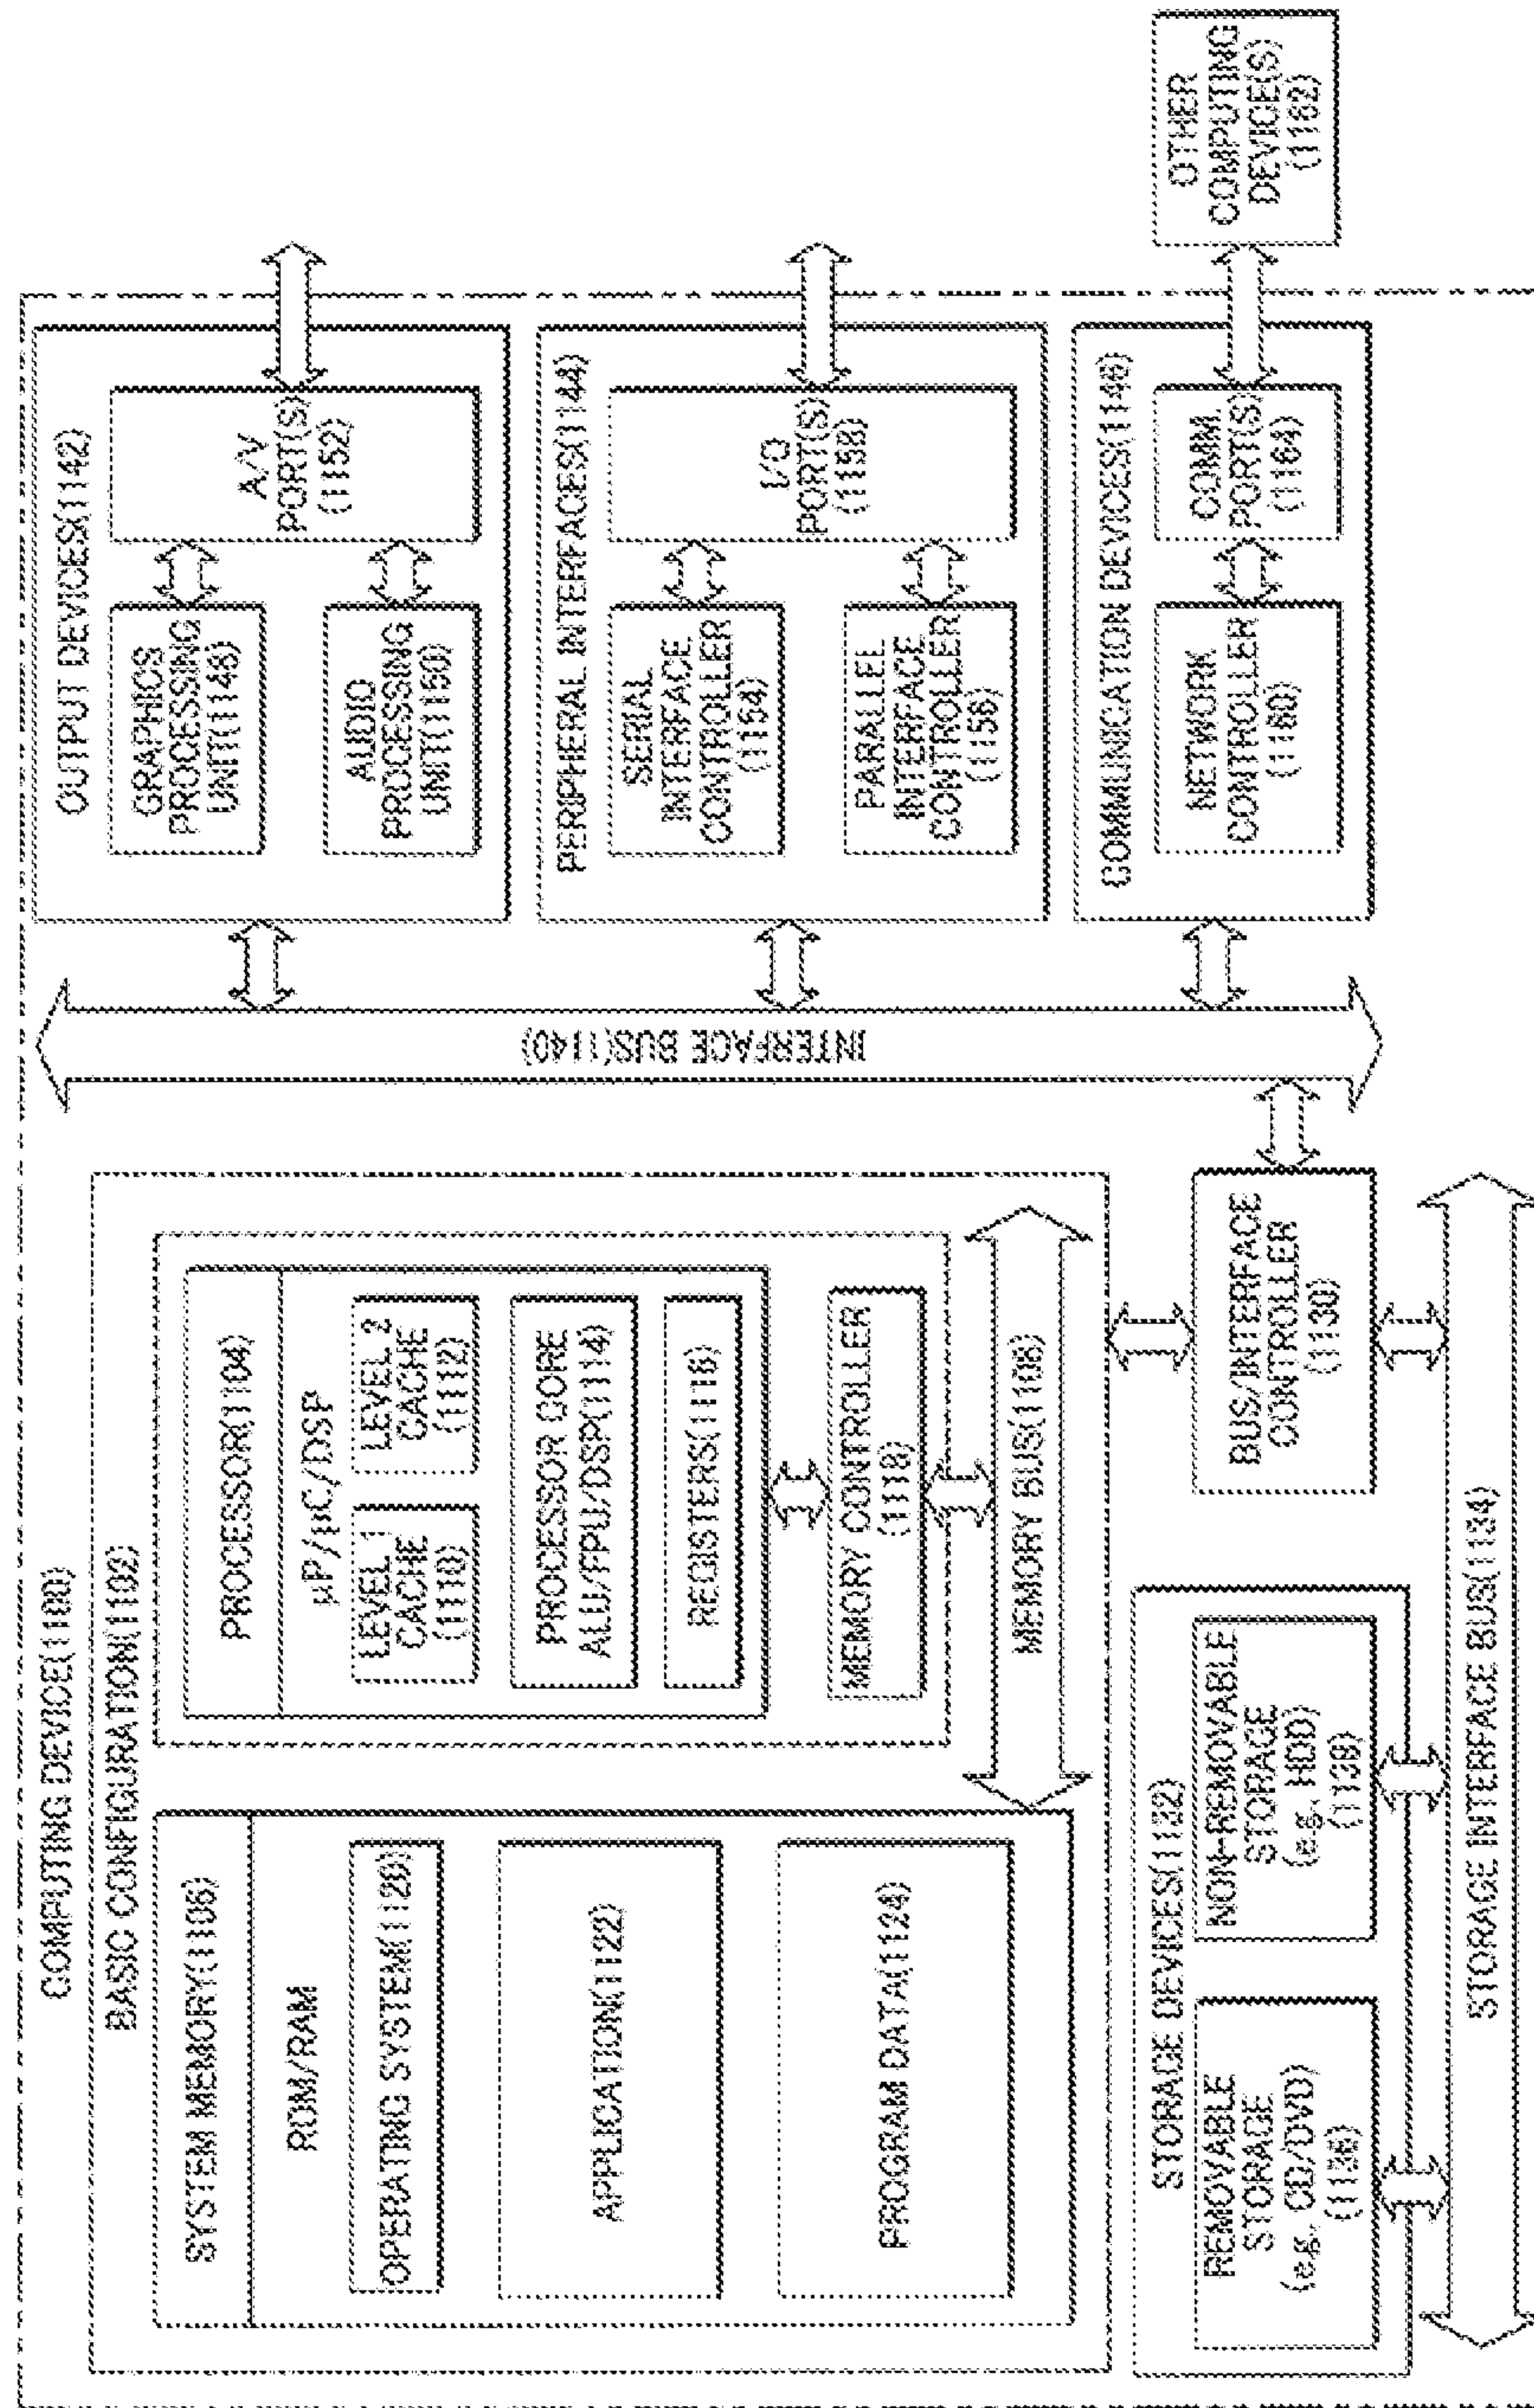 COMPUTING DEVICE(1100)
BASIC CONFIGURATION(1102)
SYSTEM MEMORY(1106)
ROM/RAM
OPERATING SYSTEM(1120)
APPLICATION(1122)
PROGRAM DATA(1124)
PROCESSOR(1104)
μP/μC/DSP
LEVEL 1
CACHE
(1110)
LEVEL 2
CACHE
(1112)
PROCESSOR CORE
ALU/FPU/DSP(1114)
REGISTERS(1116)
MEMORY CONTROLLER
(1118)
MEMORY BUS(1108)
STORAGE DEVICES(1132)
REMOVABLE
STORAGE
(e.g., CD/DVD)
(1136)
NON-REMOVABLE
STORAGE
(e.g., HDD)
(1138)
BUS/INTERFACE
CONTROLLER
(1130)
STORAGE INTERFACE BUS(1134)
INTERFACE BUS(1140)
OUTPUT DEVICES(1142)
GRAPHICS
PROCESSING
UNIT(1148)
AUDIO
PROCESSING
UNIT(1150)
A/V
PORT(S)
(1152)
PERIPHERAL INTERFACES(1144)
SERIAL
INTERFACE
CONTROLLER
(1154)
PARALLEL
INTERFACE
CONTROLLER
(1156)
I/O
PORT(S)
(1158)
COMMUNICATION DEVICES(1146)
NETWORK
CONTROLLER
(1160)
COMM.
PORT(S)
(1164)
OTHER
COMPUTING
DEVICE(S)
(1162)